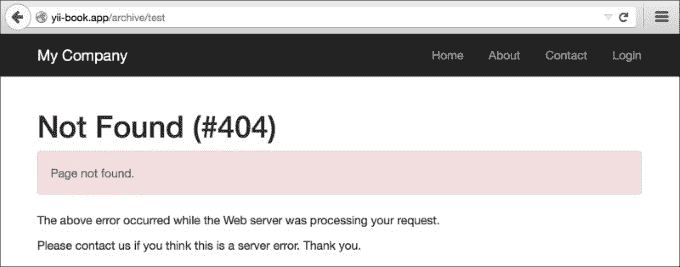 yii-book.app/archive/test
My Company Home About Contact Login
Not Found (#404)
Page not found.
The above error occurred while the Web server was processing your request.
Please contact us if you think this is a server error. Thank you.